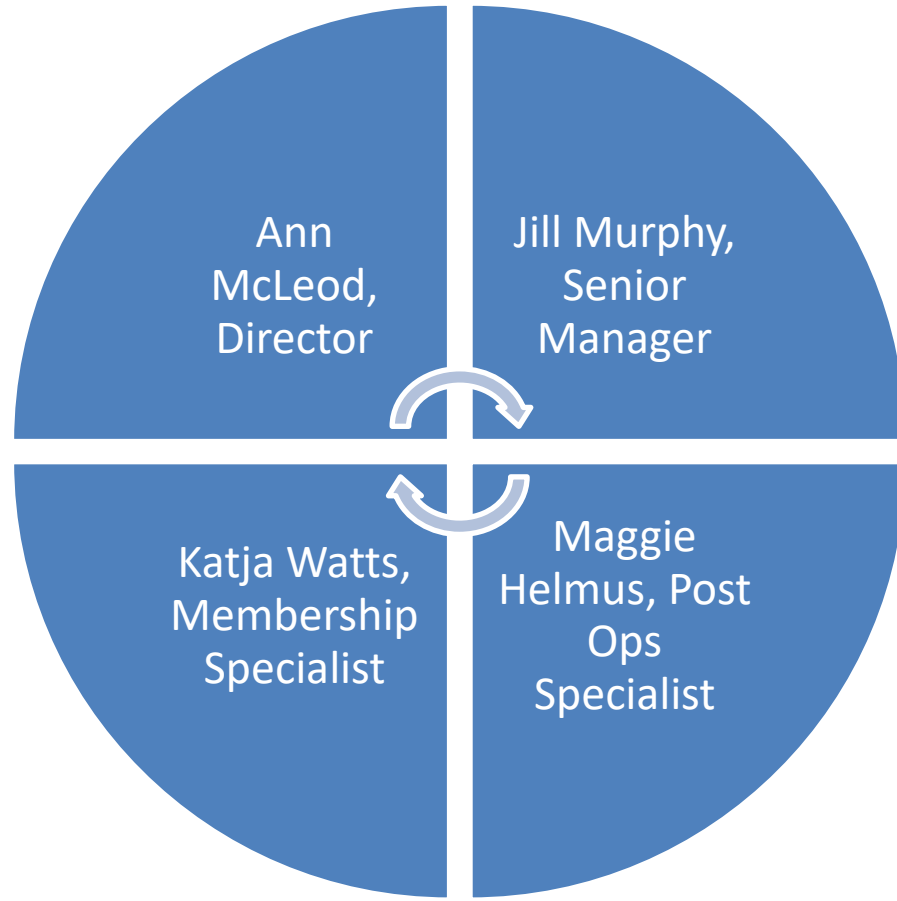 Ann
McLeod,
Director
Jill Murphy,
Senior
Manager
Katja Watts,
Membership
Specialist
Maggie
Helmus, Post
Ops
Specialist